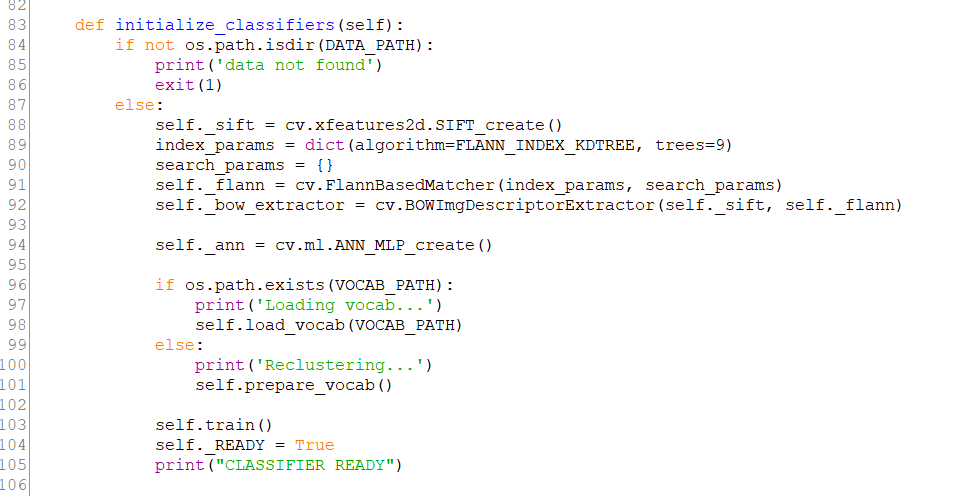 82
83     def initialize_classifiers(self):
84         if not os.path.isdir(DATA_PATH):
85             print('data not found')
86             exit(1)
87         else:
88             self._sift = cv.xfeatures2d.SIFT_create()
89             index_params = dict(algorithm=FLANN_INDEX_KDTREE, trees=9)
90             search_params = {}
91             self._flann = cv.FlannBasedMatcher(index_params, search_params)
92             self._bow_extractor = cv.BOWImgDescriptorExtractor(self._sift, self._flann)
93
94             self._ann = cv.ml.ANN_MLP_create()
95
96             if os.path.exists(VOCAB_PATH):
97                 print('Loading vocab...')
98                 self.load_vocab(VOCAB_PATH)
99             else:
100                 print('Reclustering...')
101                 self.prepare_vocab()
102
103             self.train()
104             self._READY = True
105             print("CLASSIFIER READY")
106